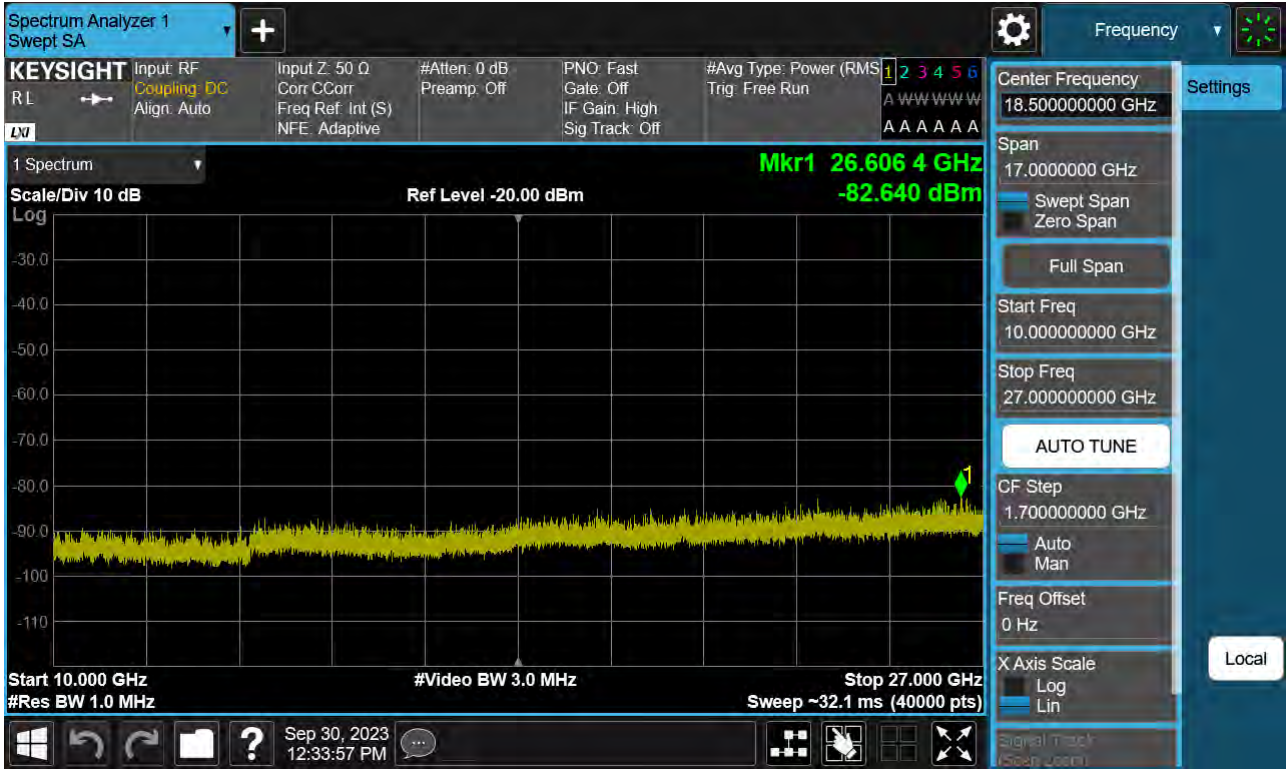 Spectrum Analyzer 1
Swept SA
+
Frequency
KEYSIGHT
R L
LXI
Input: RF
Coupling: DC
Align: Auto
Input Z: 50 Ω
Corr CCorr
Freq Ref: Int (S)
NFE: Adaptive
#Atten: 0 dB
Preamp: Off
PNO: Fast
Gate: Off
IF Gain: High
Sig Track: Off
#Avg Type: Power (RMS
Trig: Free Run
1 2 3 4 5 6
A W W W W W
A A A A A A
1 Spectrum
Scale/Div 10 dB
Log
Ref Level -20.00 dBm
Mkr1 26.606 4 GHz
-82.640 dBm
-30.0
-40.0
-50.0
-60.0
-70.0
-80.0
-90.0
-100
-110
1
Start 10.000 GHz
#Res BW 1.0 MHz
#Video BW 3.0 MHz
Stop 27.000 GHz
Sweep ~32.1 ms (40000 pts)
Center Frequency
18.500000000 GHz
Span
17.0000000 GHz
Swept Span
Zero Span
Full Span
Start Freq
10.000000000 GHz
Stop Freq
27.000000000 GHz
AUTO TUNE
CF Step
1.700000000 GHz
Auto
Man
Freq Offset
0 Hz
X Axis Scale
Log
Lin
Signal Track
(Span Zoom)
Settings
Local
?
Sep 30, 2023
12:33:57 PM